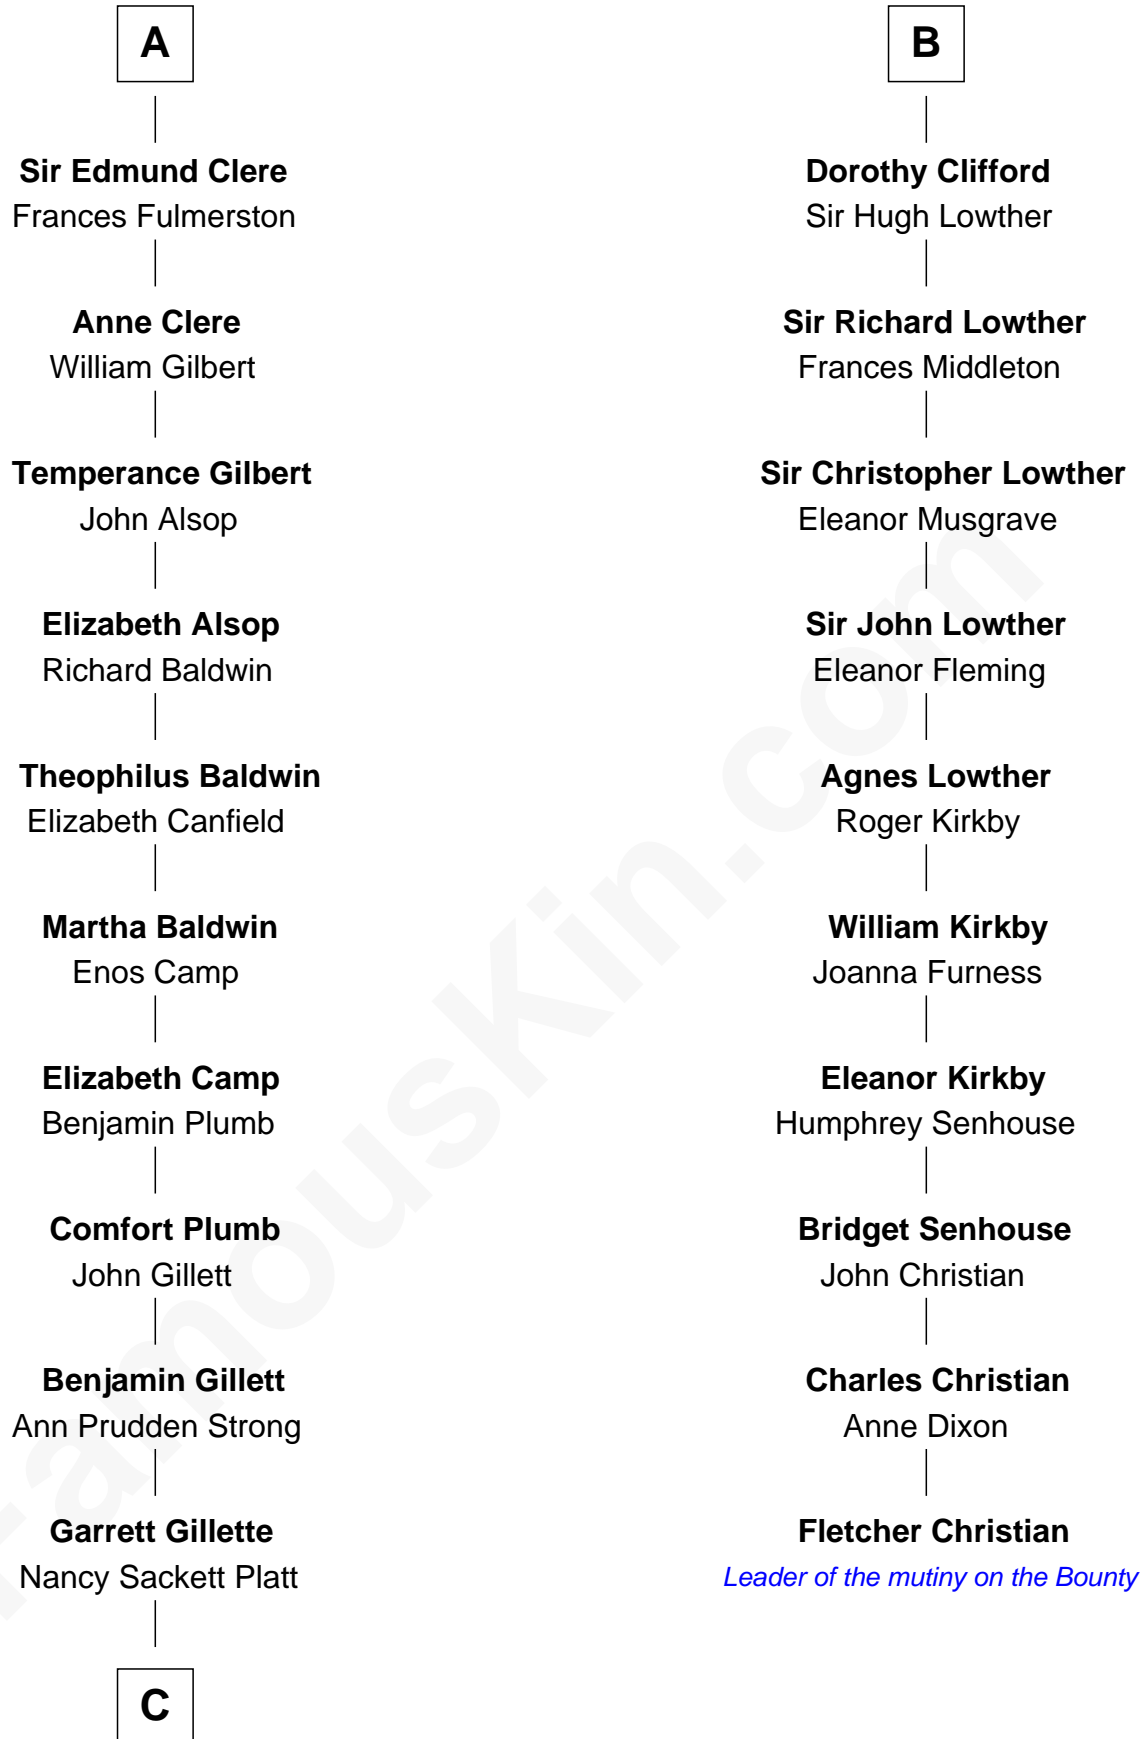 A
Sir Edmund Clere
Frances Fulmerston
Anne Clere
William Gilbert
Temperance Gilbert
John Alsop
Elizabeth Alsop
Richard Baldwin
Theophilus Baldwin
Elizabeth Canfield
Martha Baldwin
Enos Camp
Elizabeth Camp
Benjamin Plumb
Comfort Plumb
John Gillett
Benjamin Gillett
Ann Prudden Strong
Garrett Gillette
Nancy Sackett Platt
C
B
Dorothy Clifford
Sir Hugh Lowther
Sir Richard Lowther
Frances Middleton
Sir Christopher Lowther
Eleanor Musgrave
Sir John Lowther
Eleanor Fleming
Agnes Lowther
Roger Kirkby
William Kirkby
Joanna Furness
Eleanor Kirkby
Humphrey Senhouse
Bridget Senhouse
John Christian
Charles Christian
Anne Dixon
Fletcher Christian
Leader of the mutiny on the Bounty
FamousKin.com